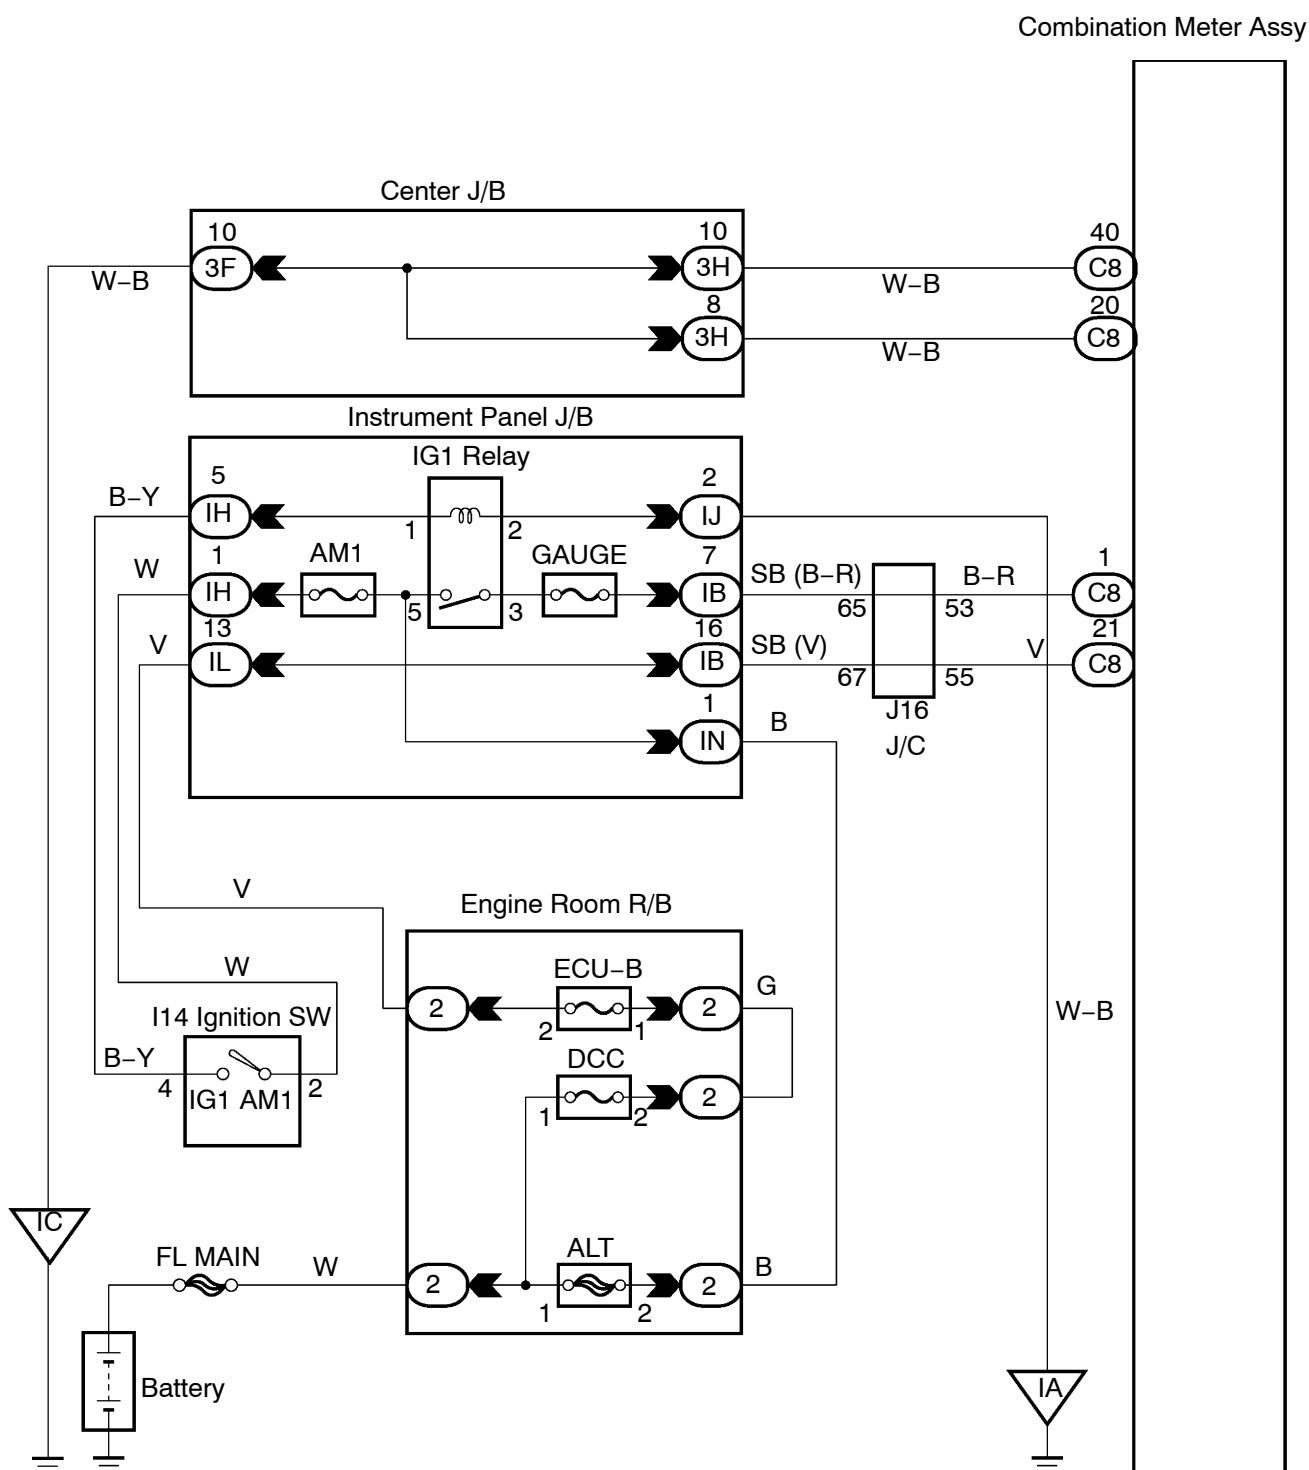 Combination Meter Assy
Center J/B
10
3F
10
3H
8
3H
40
C8
20
C8
W–B
W–B
W–B
Instrument Panel J/B
IG1 Relay
5
IH
1
2
2
IJ
B–Y
1
IH
AM1
5
3
GAUGE
7
IB
SB (B–R)
65
53
B–R
1
C8
W
13
IL
16
IB
SB (V)
67
55
V
21
C8
V
J16
J/C
1
IN
B
V
Engine Room R/B
W
2
ECU–B
2
1
2
G
I14 Ignition SW
B–Y
4
IG1 AM1
2
DCC
1
2
2
W–B
IC
FL MAIN
W
2
ALT
1
2
2
B
Battery
IA